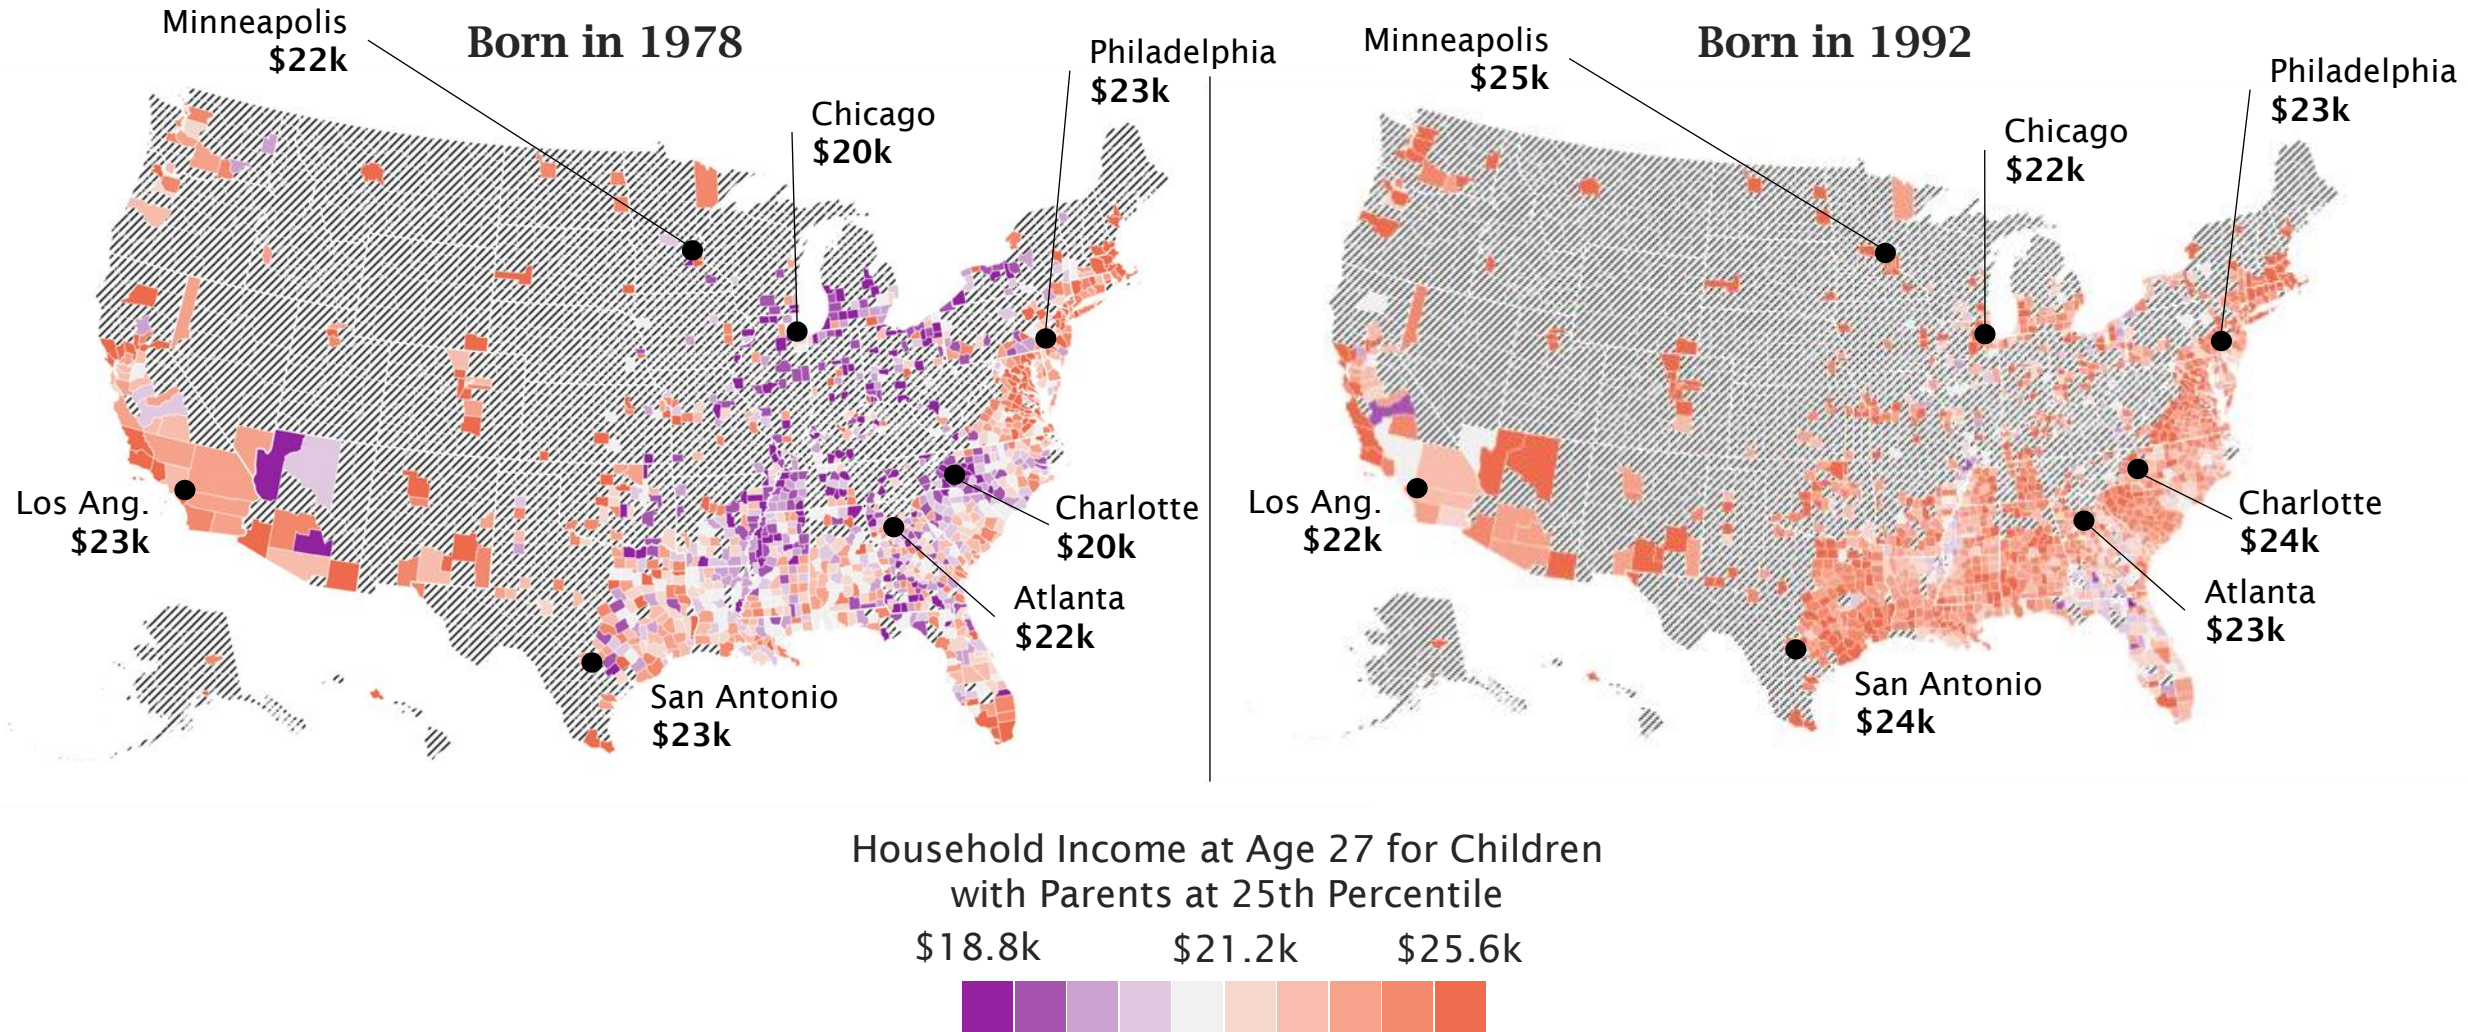 Born in 1978
Minneapolis
$22k
Chicago
$20k
Philadelphia
$23k
Los Ang.
$23k
Charlotte
$20k
Atlanta
$22k
San Antonio
$23k
Born in 1992
Minneapolis
$25k
Chicago
$22k
Philadelphia
$23k
Los Ang.
$22k
Charlotte
$24k
Atlanta
$23k
San Antonio
$24k
Household Income at Age 27 for Children
with Parents at 25th Percentile
$18.8k $21.2k $25.6k